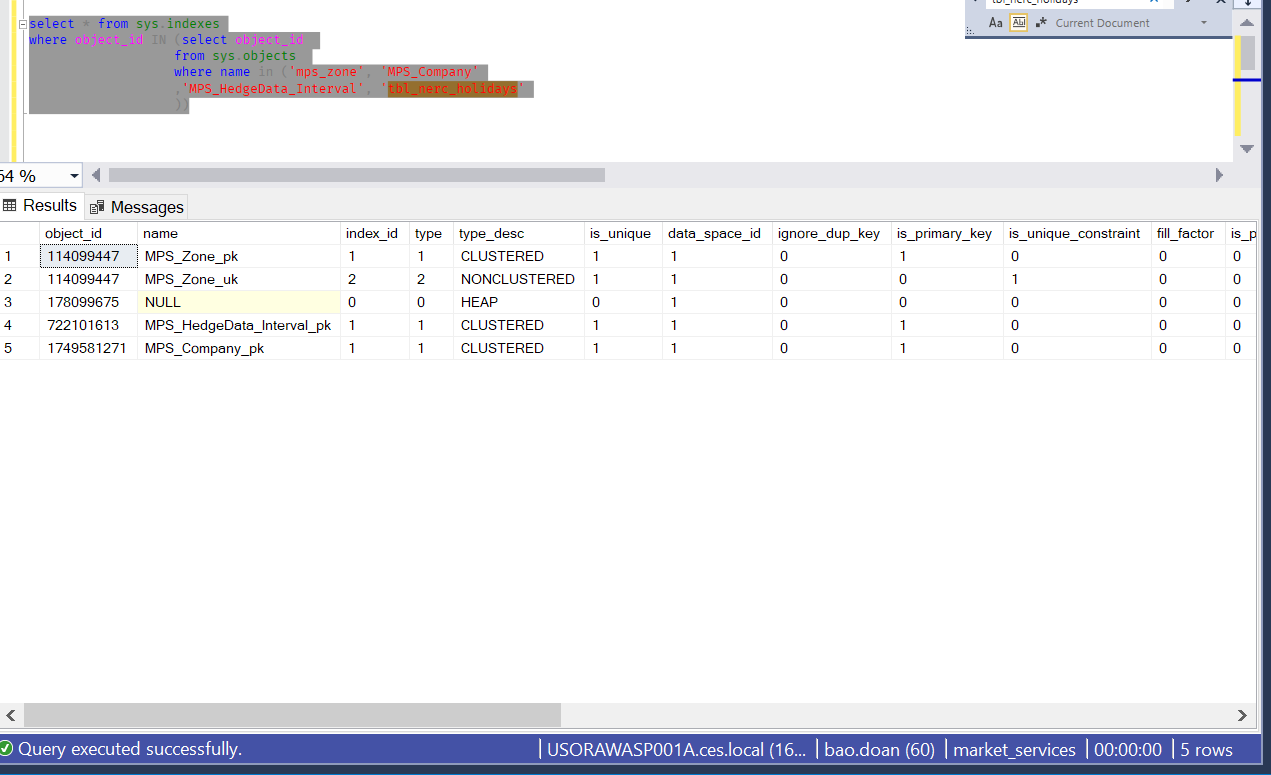 tbl_nerc_holidays
Aa Abl .* Current Document
select * from sys.indexes
where object_id IN (select object_id
from sys.objects
where name in ('mps_zone', 'MPS_Company'
,'MPS_HedgeData_Interval', 'tbl_nerc_holidays'
))
64 %
Results Messages
object_id name index_id type type_desc is_unique data_space_id ignore_dup_key is_primary_key is_unique_constraint fill_factor is_p
1 114099447 MPS_Zone_pk 1 1 CLUSTERED 1 1 0 1 0 0 0
2 114099447 MPS_Zone_uk 2 2 NONCLUSTERED 1 1 0 0 1 0 0
3 178099675 NULL 0 0 HEAP 0 1 0 0 0 0 0
4 722101613 MPS_HedgeData_Interval_pk 1 1 CLUSTERED 1 1 0 1 0 0 0
5 1749581271 MPS_Company_pk 1 1 CLUSTERED 1 1 0 1 0 0 0
Query executed successfully. USORAWASP001A.ces.local (16... bao.doan (60) market_services 00:00:00 5 rows